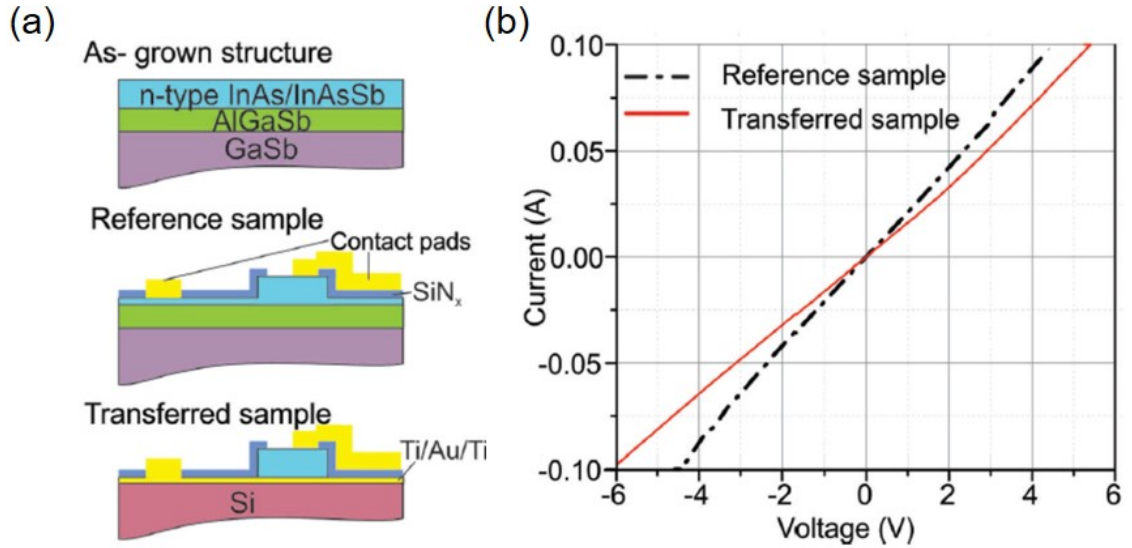 (a)
As- grown structure
n-type InAs/InAsSb
AlGaSb
GaSb
Reference sample
Contact pads
SiNx
Transferred sample
Ti/Au/Ti
Si
(b)
Reference sample
Transferred sample
0.10
0.05
0.00
-0.05
-0.10
Current (A)
-6 -4 -2 0 2 4 6
Voltage (V)